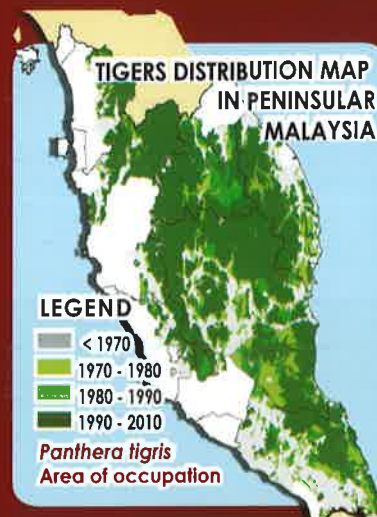 TIGERS DISTRIBUTION MAP
IN PENINSULAR
MALAYSIA
LEGEND
< 1970
1970 - 1980
1980 - 1990
1990 - 2010
Panthera tigris
Area of occupation